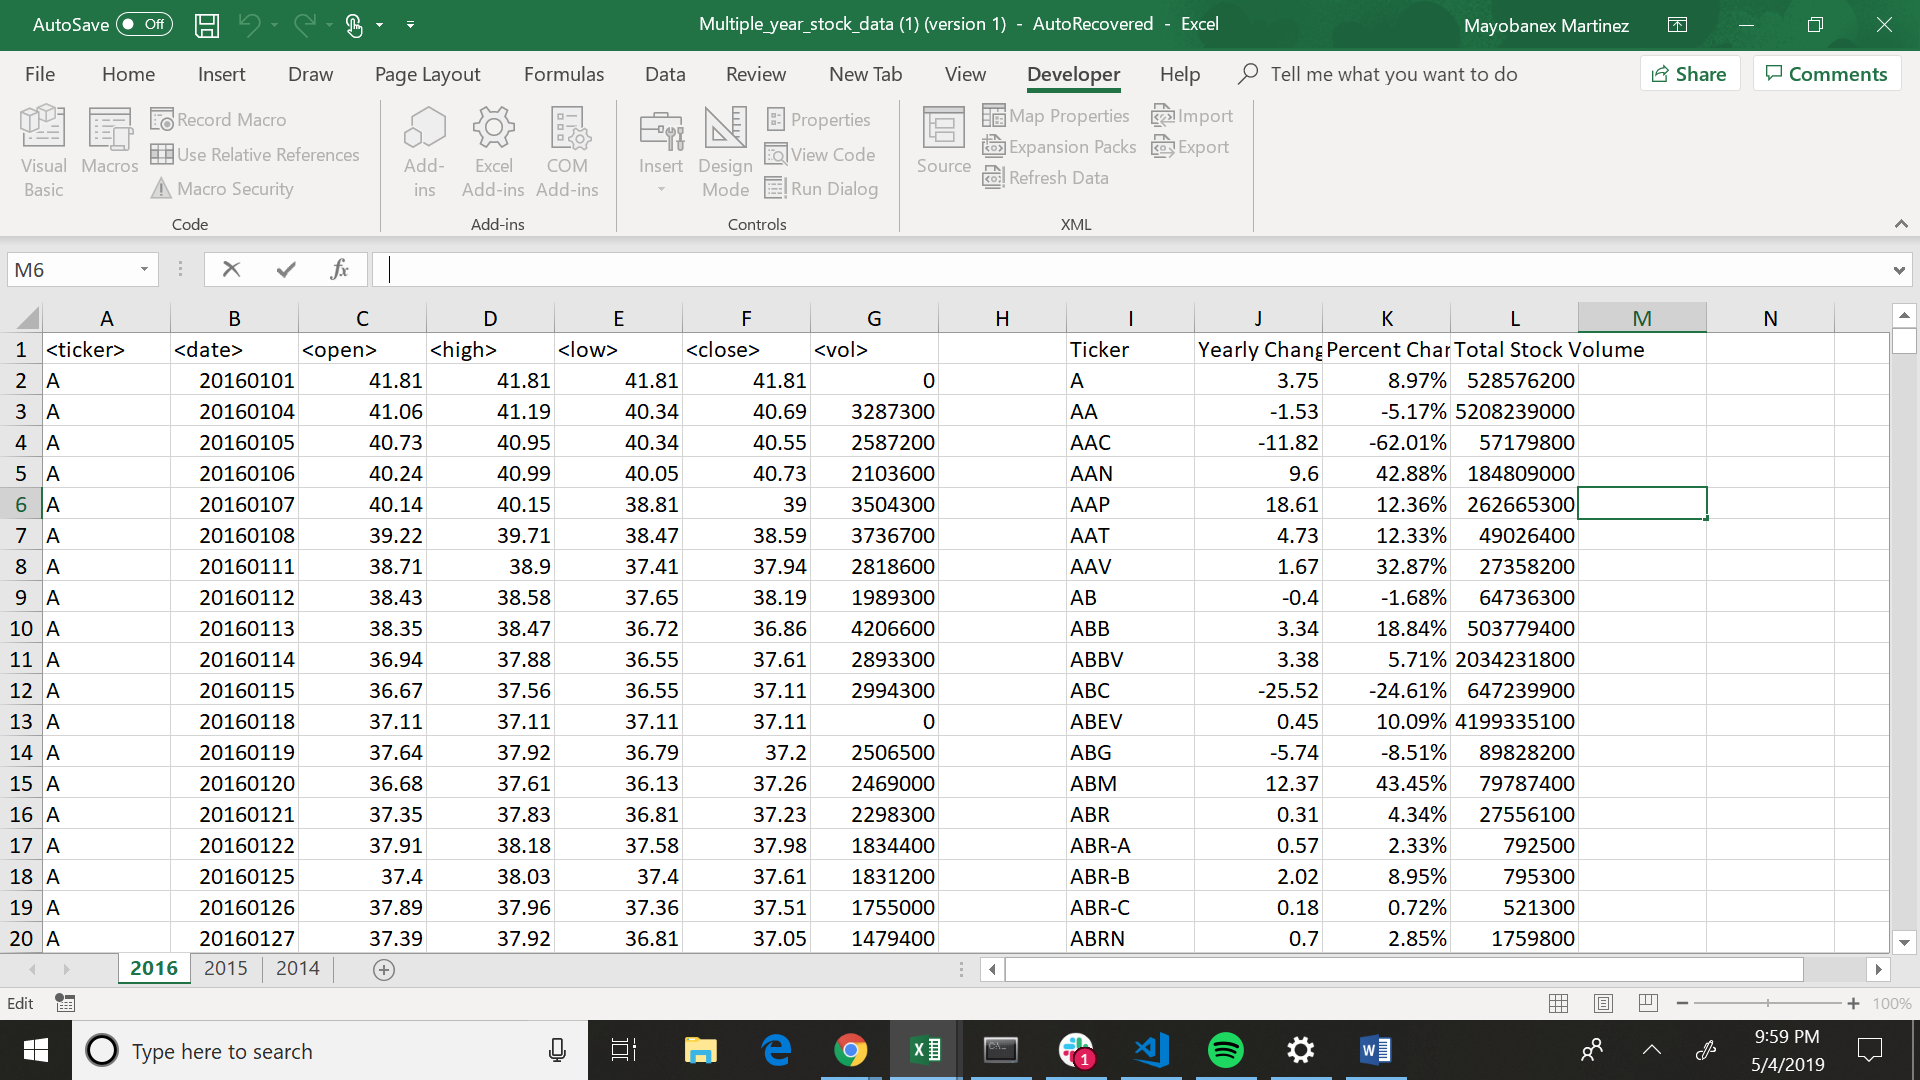 AutoSave Off Multiple_year_stock_data (1) (version 1) - AutoRecovered - Excel Mayobanex Martinez
File Home Insert Draw Page Layout Formulas Data Review New Tab View Developer Help Tell me what you want to do Share Comments
Visual Basic Macros Record Macro Use Relative References Macro Security Add-ins Excel Add-ins COM Add-ins Insert Design Mode Properties View Code Run Dialog Source Map Properties Expansion Packs Refresh Data Import Export
Code Add-ins Controls XML
M6 fx
A B C D E F G H I J K L M N
1 <ticker> <date> <open> <high> <low> <close> <vol> Ticker Yearly Chang Percent Char Total Stock Volume
2 A 20160101 41.81 41.81 41.81 41.81 0 A 3.75 8.97% 528576200
3 A 20160104 41.06 41.19 40.34 40.69 3287300 AA -1.53 -5.17% 5208239000
4 A 20160105 40.73 40.95 40.34 40.55 2587200 AAC -11.82 -62.01% 57179800
5 A 20160106 40.24 40.99 40.05 40.73 2103600 AAN 9.6 42.88% 184809000
6 A 20160107 40.14 40.15 38.81 39 3504300 AAP 18.61 12.36% 262665300
7 A 20160108 39.22 39.71 38.47 38.59 3736700 AAT 4.73 12.33% 49026400
8 A 20160111 38.71 38.9 37.41 37.94 2818600 AAV 1.67 32.87% 27358200
9 A 20160112 38.43 38.58 37.65 38.19 1989300 AB -0.4 -1.68% 64736300
10 A 20160113 38.35 38.47 36.72 36.86 4206600 ABB 3.34 18.84% 503779400
11 A 20160114 36.94 37.88 36.55 37.61 2893300 ABBV 3.38 5.71% 2034231800
12 A 20160115 36.67 37.56 36.55 37.11 2994300 ABC -25.52 -24.61% 647239900
13 A 20160118 37.11 37.11 37.11 37.11 0 ABEV 0.45 10.09% 4199335100
14 A 20160119 37.64 37.92 36.79 37.2 2506500 ABG -5.74 -8.51% 89828200
15 A 20160120 36.68 37.61 36.13 37.26 2469000 ABM 12.37 43.45% 79787400
16 A 20160121 37.35 37.83 36.81 37.23 2298300 ABR 0.31 4.34% 27556100
17 A 20160122 37.91 38.18 37.58 37.98 1834400 ABR-A 0.57 2.33% 792500
18 A 20160125 37.4 38.03 37.4 37.61 1831200 ABR-B 2.02 8.95% 795300
19 A 20160126 37.89 37.96 37.36 37.51 1755000 ABR-C 0.18 0.72% 521300
20 A 20160127 37.39 37.92 36.81 37.05 1479400 ABRN 0.7 2.85% 1759800
2016 2015 2014
Edit 100%
Type here to search 1 9:59 PM
5/4/2019